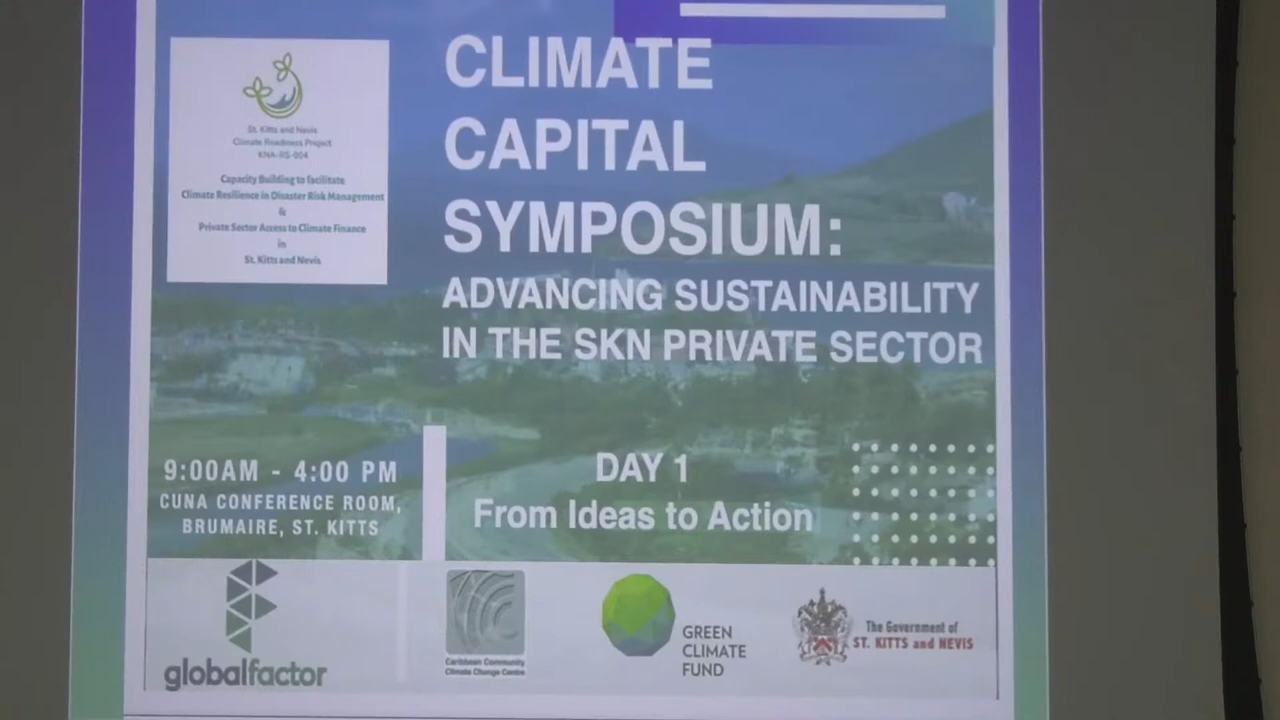 St. Kitts and Nevis
Climate Readiness Project
KNA-RS-004
Capacity Building to facilitate
Climate Resilience in Disaster Risk Management
&
Private Sector Access to Climate Finance
in
St. Kitts and Nevis
CLIMATE
CAPITAL
SYMPOSIUM:
ADVANCING SUSTAINABILITY
IN THE SKN PRIVATE SECTOR
9:00AM - 4:00 PM
CUNA CONFERENCE ROOM,
BRUMAIRE, ST. KITTS
DAY 1
From Ideas to Action
globalfactor
Caribbean Community
Climate Change Centre
GREEN
CLIMATE
FUND
The Government of
ST. KITTS and NEVIS